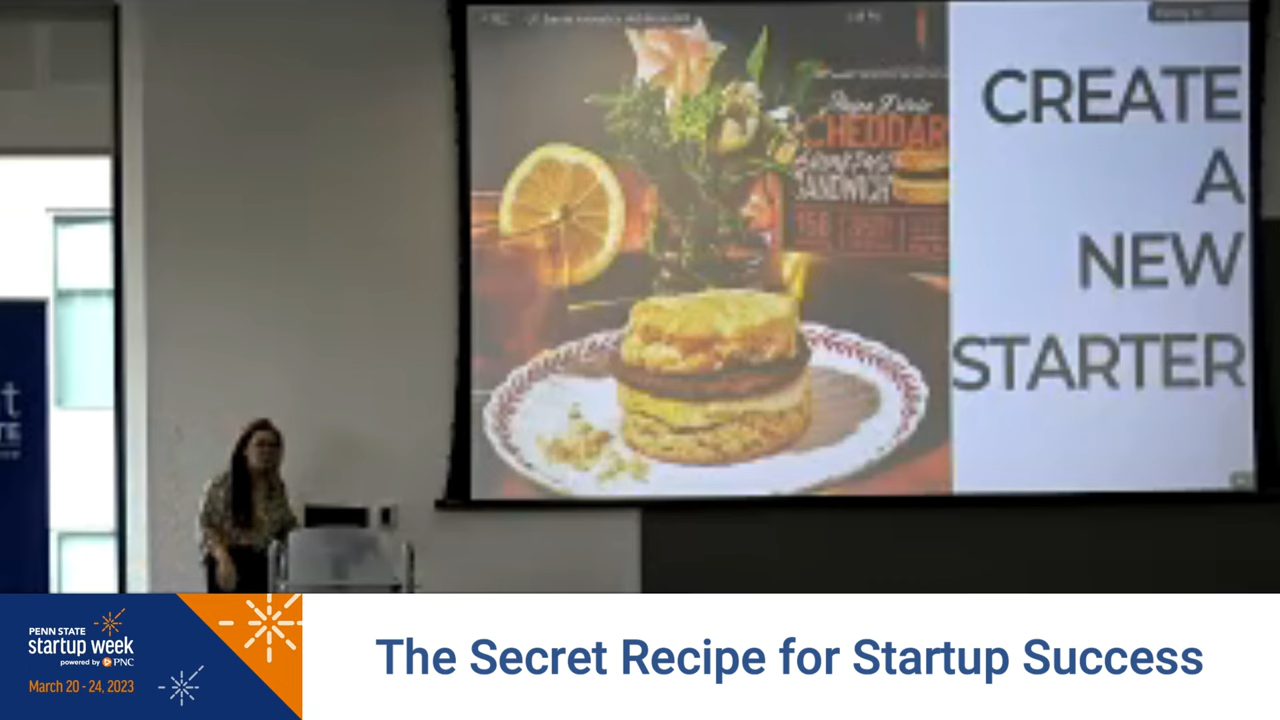 CREATE
A
NEW
STARTER
CHEDDAR
SANDWICH
t
TE
PENN STATE
startup week
powered by PNC
March 20 - 24, 2023
The Secret Recipe for Startup Success